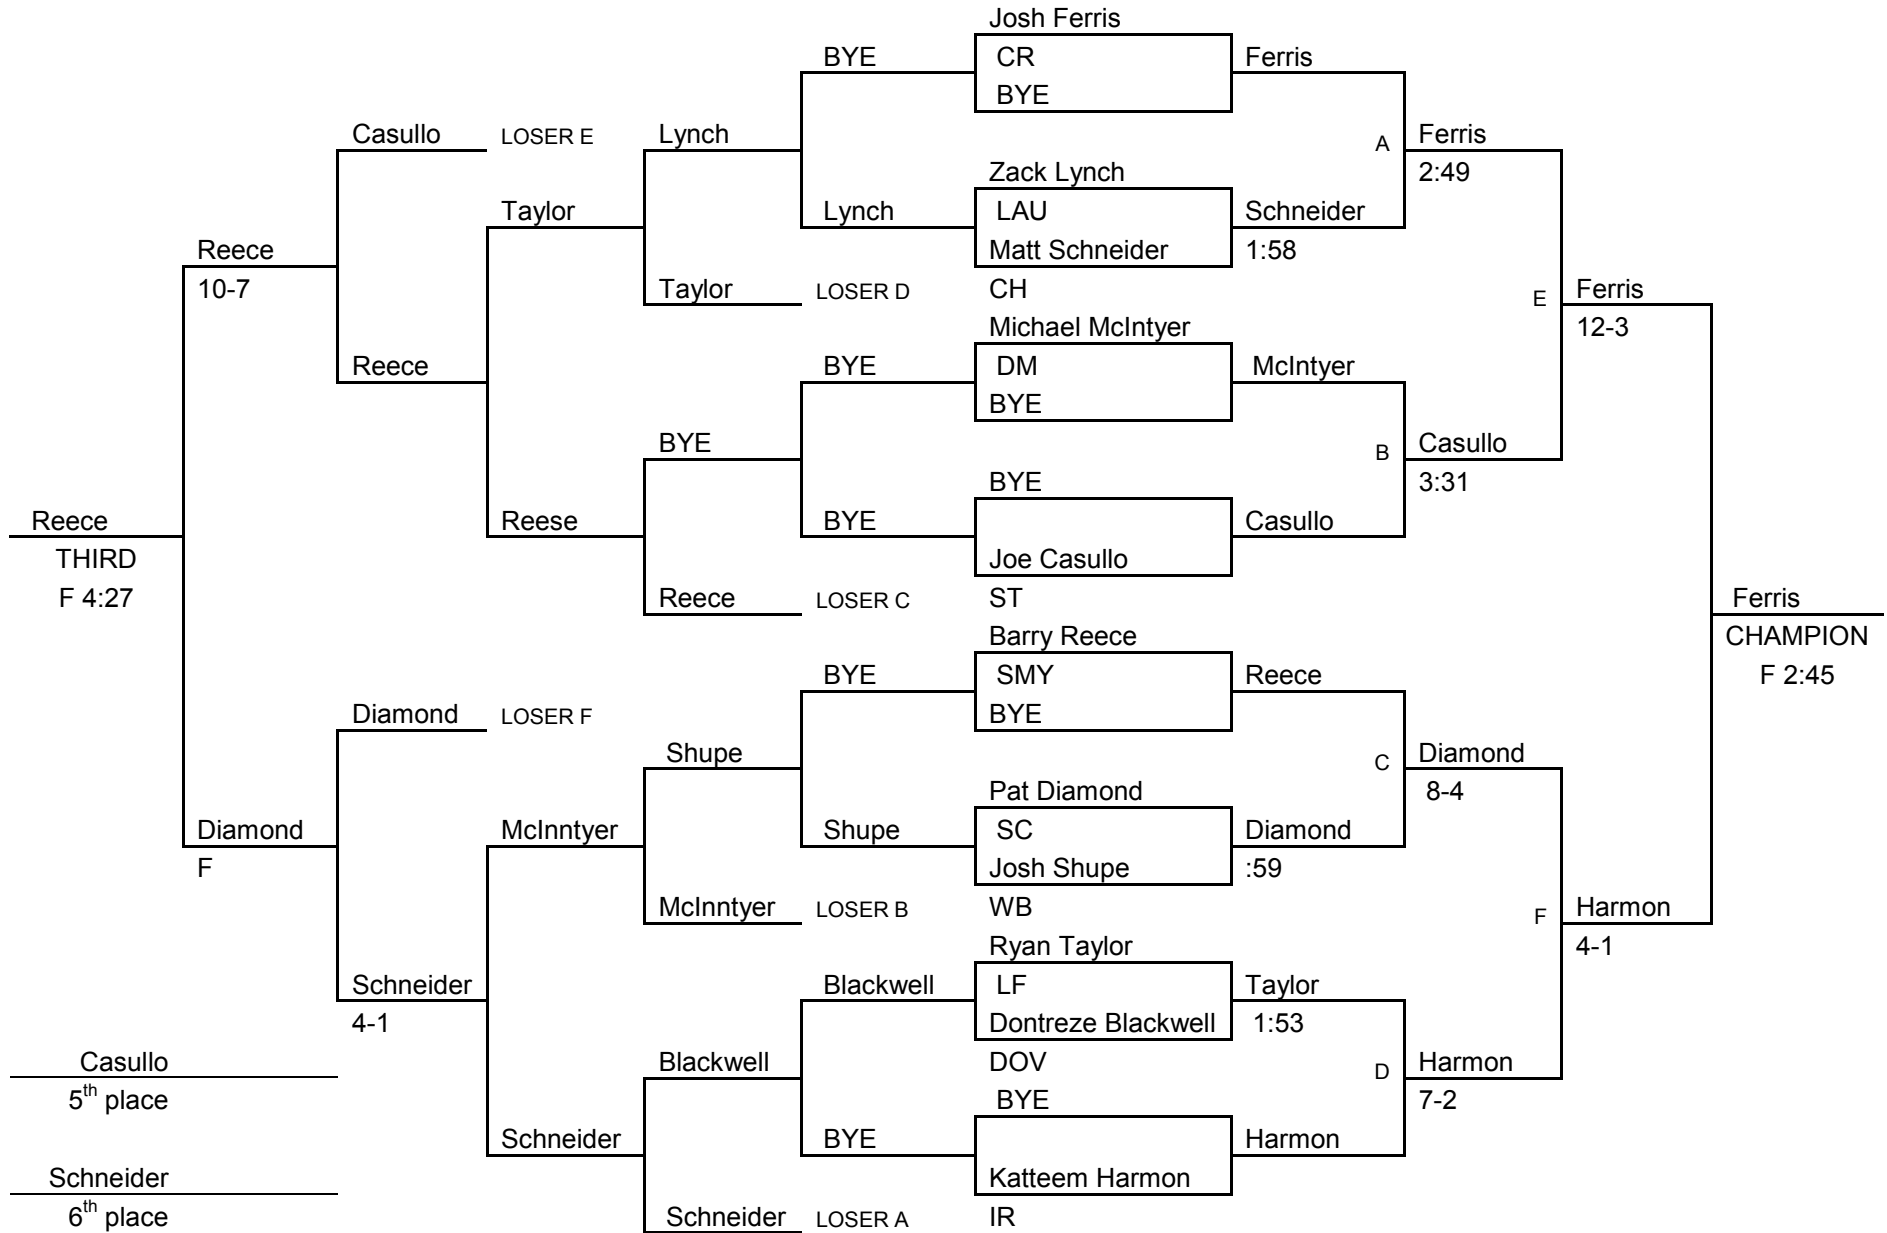 Josh Ferris
BYE CR Ferris
BYE
Casullo LOSER E Lynch A Ferris
Zack Lynch 2:49
Taylor Lynch LAU Schneider
Reece Matt Schneider 1:58
10-7 Taylor LOSER D CH E Ferris
Michael McIntyer 12-3
Reece BYE DM McIntyer
BYE
BYE B Casullo
BYE 3:31
Reece Reese BYE Casullo
THIRD Joe Casullo
F 4:27 Reece LOSER C ST Ferris
Barry Reece CHAMPION
BYE SMY Reece F 2:45
Diamond LOSER F BYE
Shupe C Diamond
Pat Diamond 8-4
Diamond McInntyer Shupe SC Diamond
F Josh Shupe :59
McInntyer LOSER B WB F Harmon
Ryan Taylor 4-1
Schneider Blackwell LF Taylor
4-1 Dontreze Blackwell 1:53
Casullo Blackwell DOV D Harmon
5th place BYE 7-2
Schneider BYE Harmon
Schneider Katteem Harmon
6th place Schneider LOSER A IR